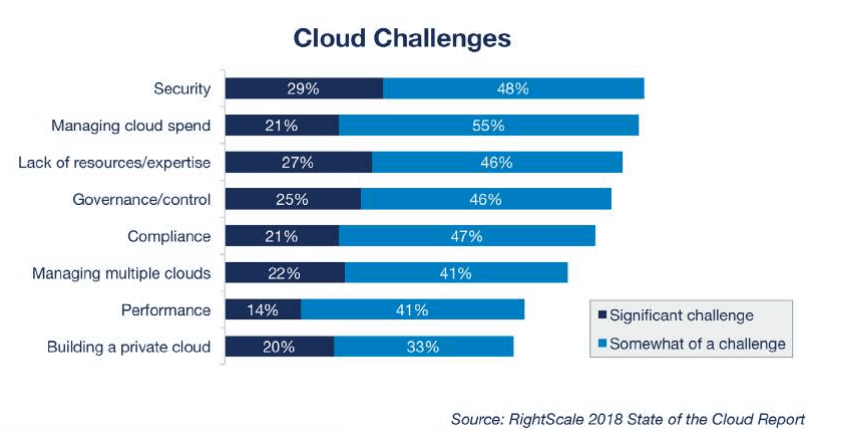 Cloud Challenges
Security 29% 48%
Managing cloud spend 21% 55%
Lack of resources/expertise 27% 46%
Governance/control 25% 46%
Compliance 21% 47%
Managing multiple clouds 22% 41%
Performance 14% 41%
Building a private cloud 20% 33%
Significant challenge
Somewhat of a challenge
Source: RightScale 2018 State of the Cloud Report